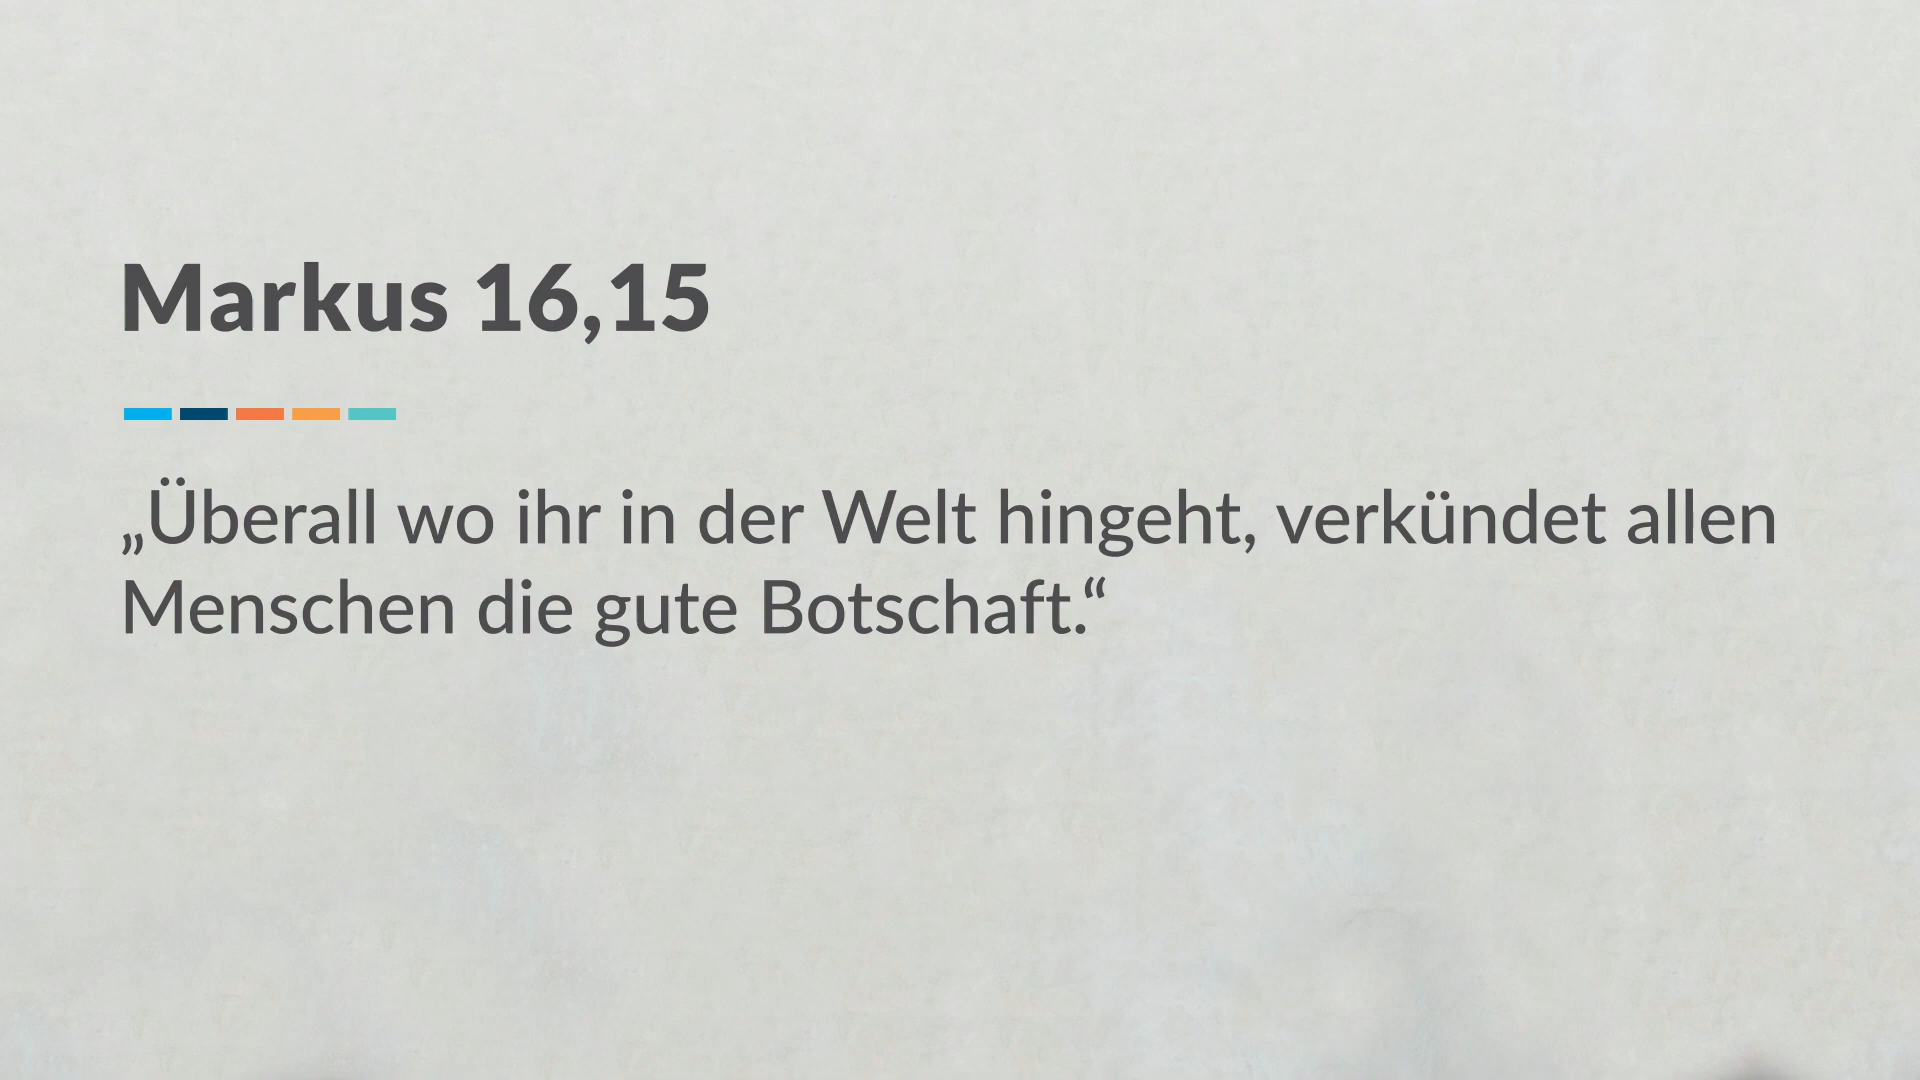 Markus 16,15
„Überall wo ihr in der Welt hingeht, verkündet allen
Menschen die gute Botschaft.“